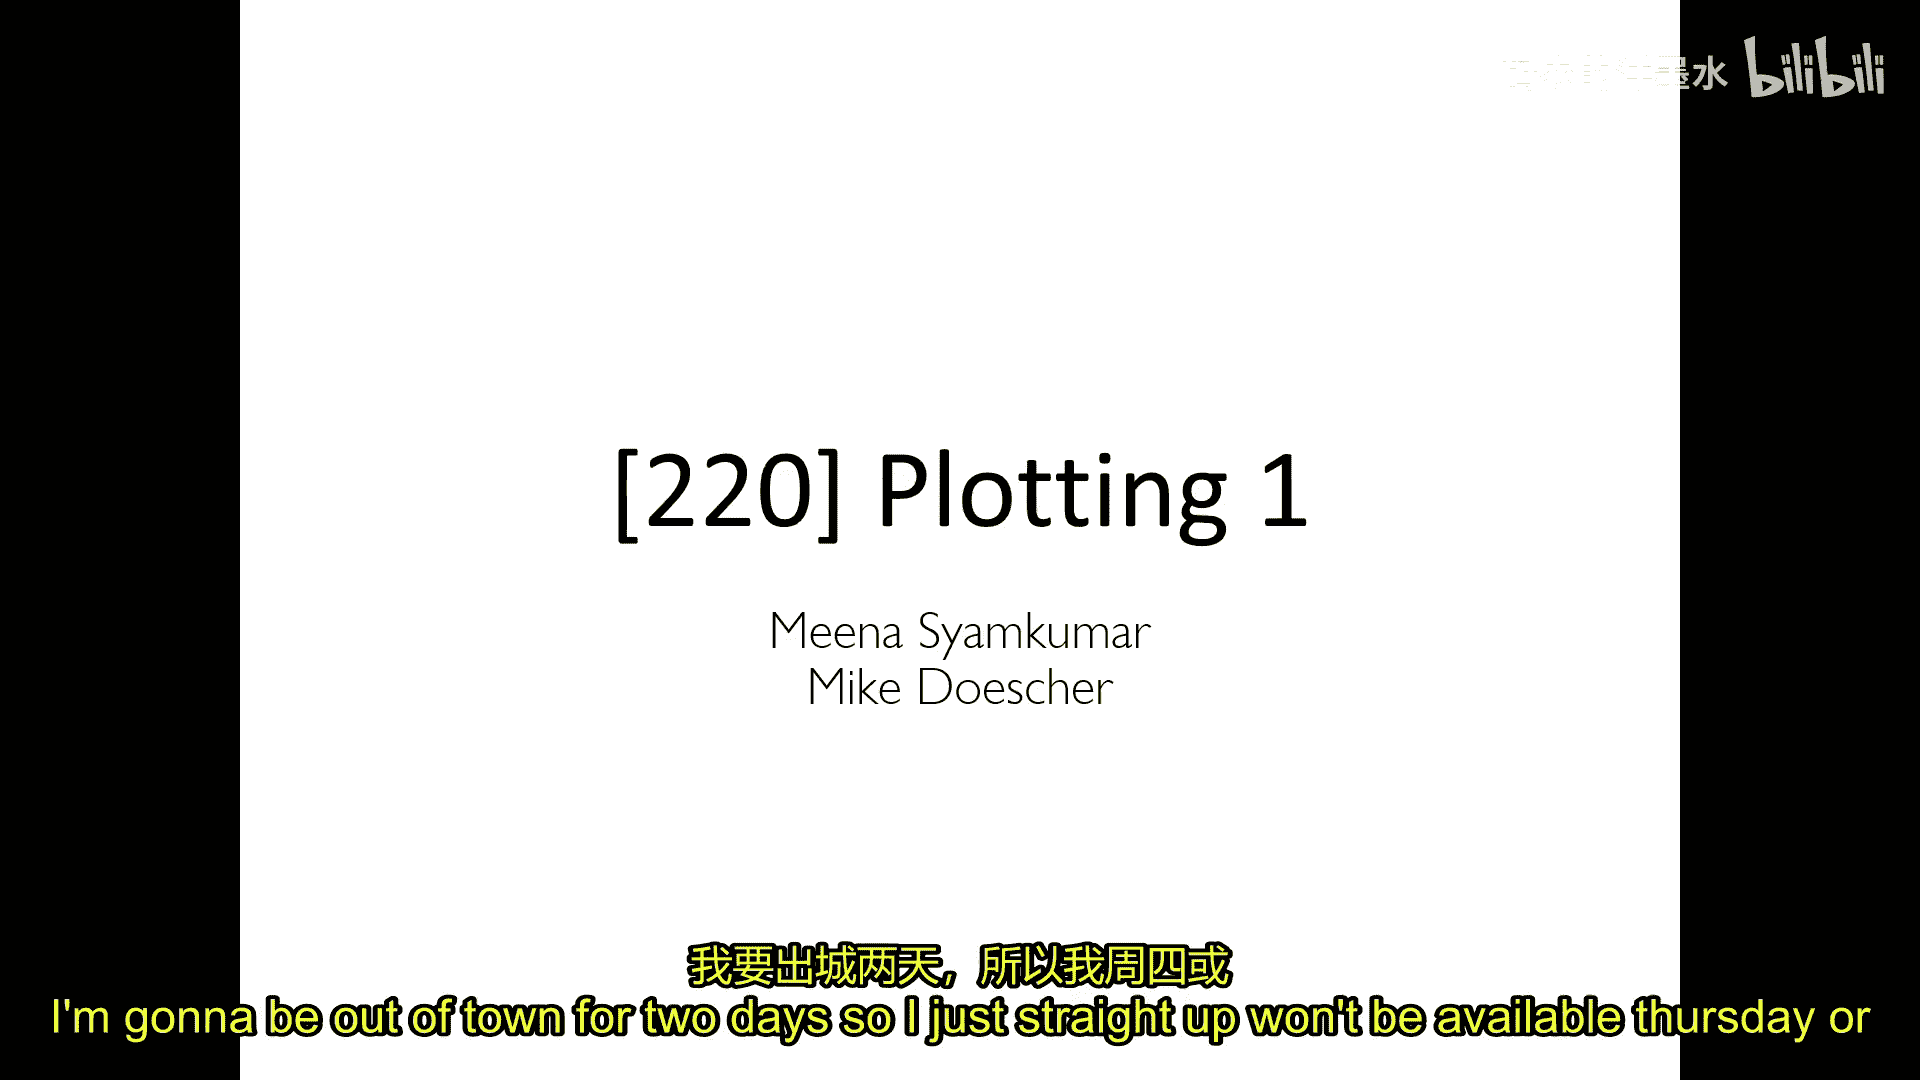 水 bilibili
[220] Plotting 1
Meena Syamkumar
Mike Doescher
我要出城两天，所以我周四或
I'm gonna be out of town for two days so I just straight up won't be available thursday or